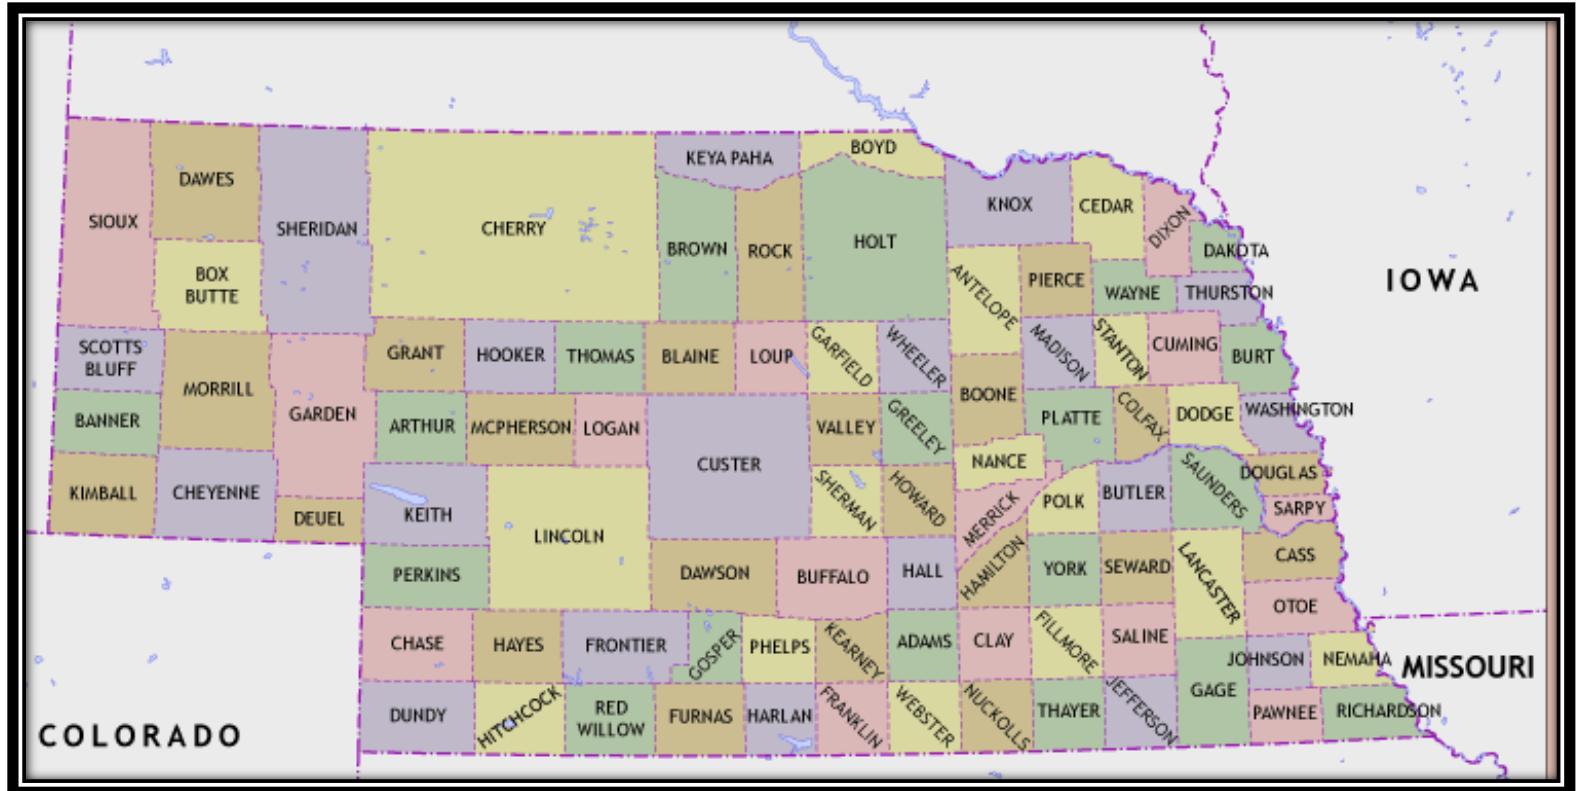 KEYA PAHA
BOYD
DAWES
SIOUX
SHERIDAN
CHERRY
KNOX
CEDAR
DIXON
BROWN
ROCK
HOLT
DAKOTA
BOX
BUTTE
ANTELOPE
PIERCE
WAYNE
THURSTON
IOWA
SCOTTS
BLUFF
MORRILL
GRANT
HOOKER
THOMAS
BLAINE
LOUP
GARFIELD
WHEELER
MADISON
STANTON
CUMING
BURT
BANNER
GARDEN
ARTHUR
MCPHERSON
LOGAN
VALLEY
GREELEY
BOONE
PLATTE
COLFAX
DODGE
WASHINGTON
CUSTER
NANCE
KIMBALL
CHEYENNE
DEUEL
KEITH
LINCOLN
SHERMAN
HOWARD
MERRICK
POLK
BUTLER
SAUNDERS
DOUGLAS
SARPY
PERKINS
DAWSON
BUFFALO
HALL
HAMILTON
YORK
SEWARD
LANCASTER
CASS
OTOE
CHASE
HAYES
FRONTIER
GOSPER
PHELPS
KEARNEY
ADAMS
CLAY
FILLMORE
SALINE
JOHNSON
NEMAHA
MISSOURI
COLORADO
DUNDY
HITCHCOCK
RED
WILLOW
FURNAS
HARLAN
FRANKLIN
WEBSTER
NUCKOLLS
THAYER
JEFFERSON
GAGE
PAWNEE
RICHARDSON